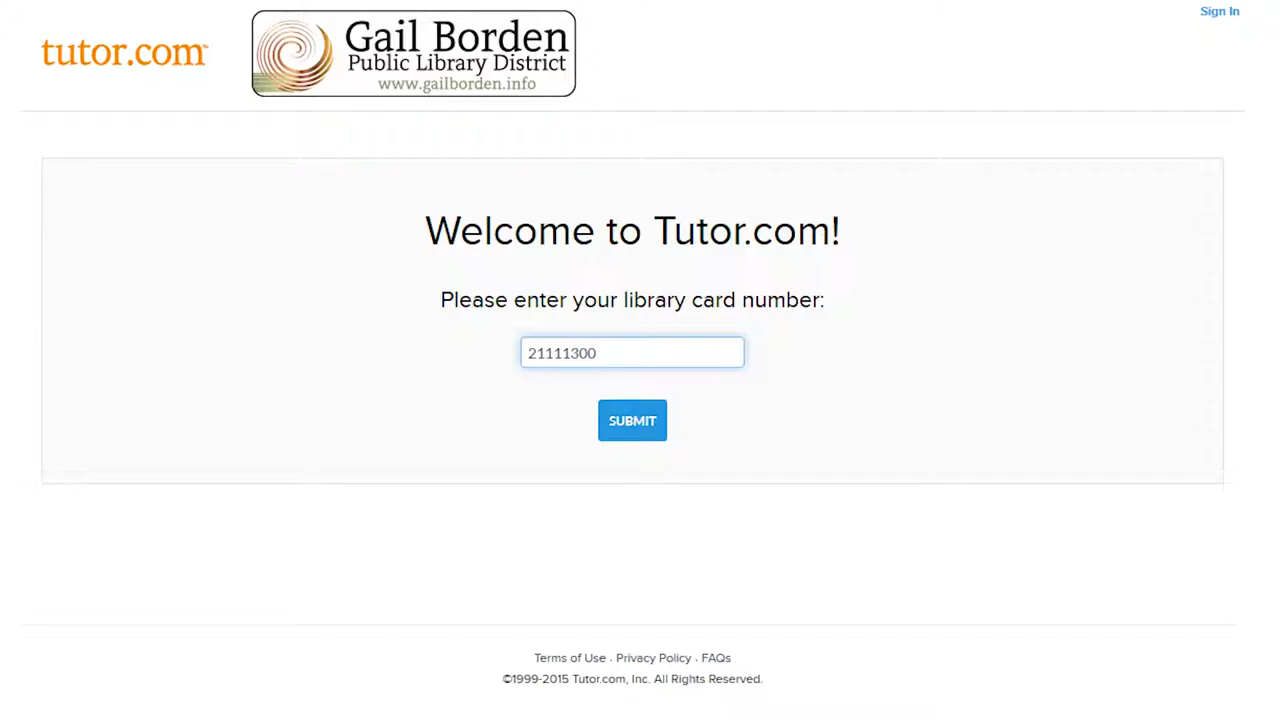 Sign In
tutor.com™
Gail Borden
Public Library District
www.gailborden.info
Welcome to Tutor.com!
Please enter your library card number:
21111300
SUBMIT
Terms of Use . Privacy Policy . FAQs
©1999-2015 Tutor.com, Inc. All Rights Reserved.